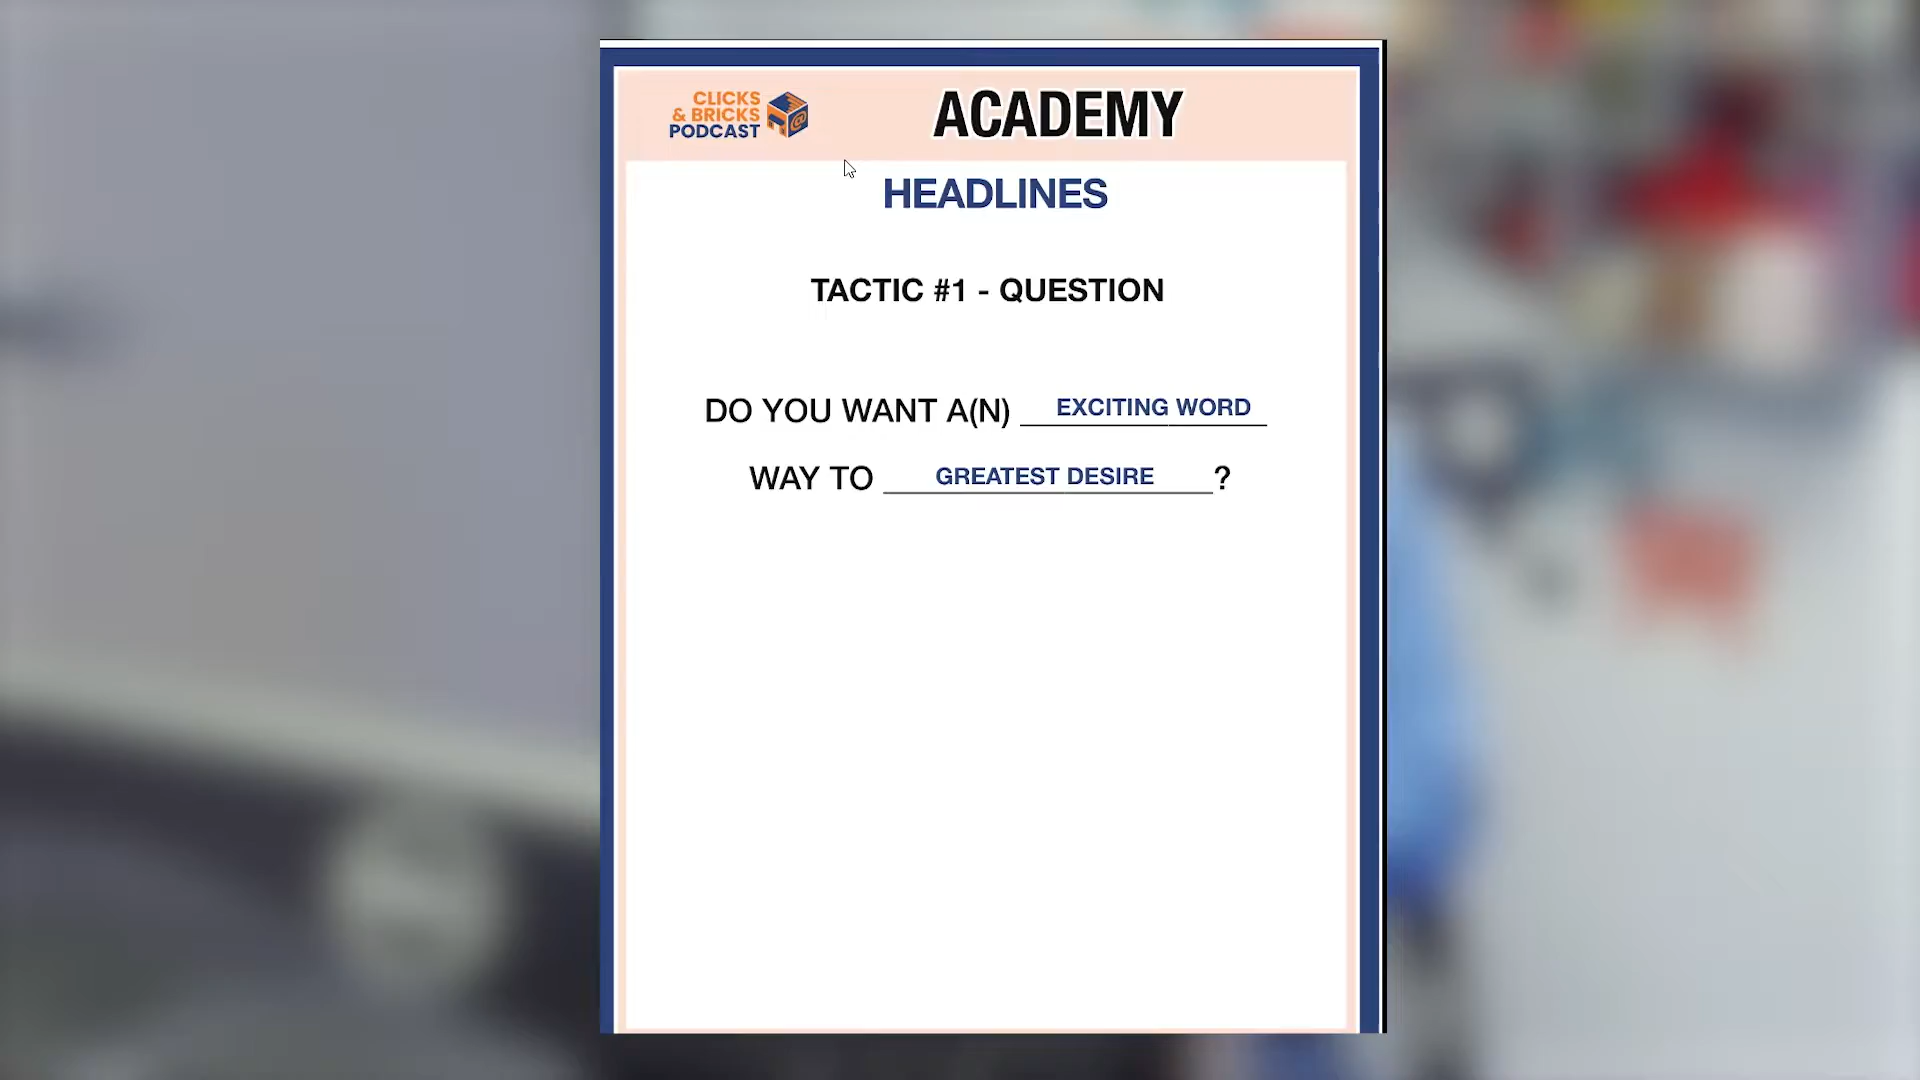 CLICKS
& BRICKS
PODCAST
ACADEMY
HEADLINES
TACTIC #1 - QUESTION
DO YOU WANT A(N) EXCITING WORD
WAY TO GREATEST DESIRE?